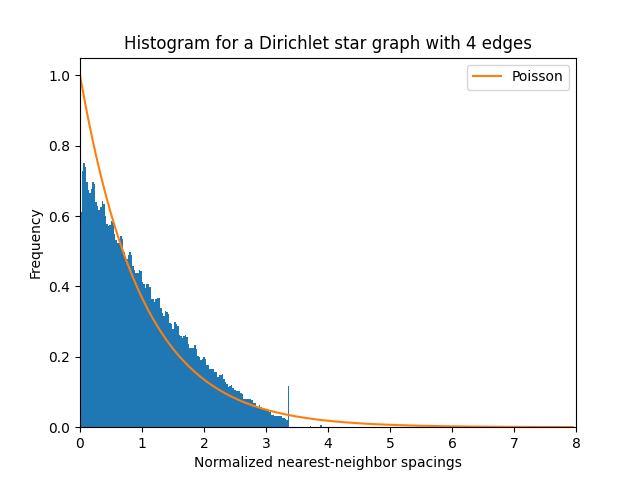 Histogram for a Dirichlet star graph with 4 edges
Poisson
1.0
0.8
0.6
0.4
0.2
0.0
Frequency
0 1 2 3 4 5 6 7 8
Normalized nearest-neighbor spacings